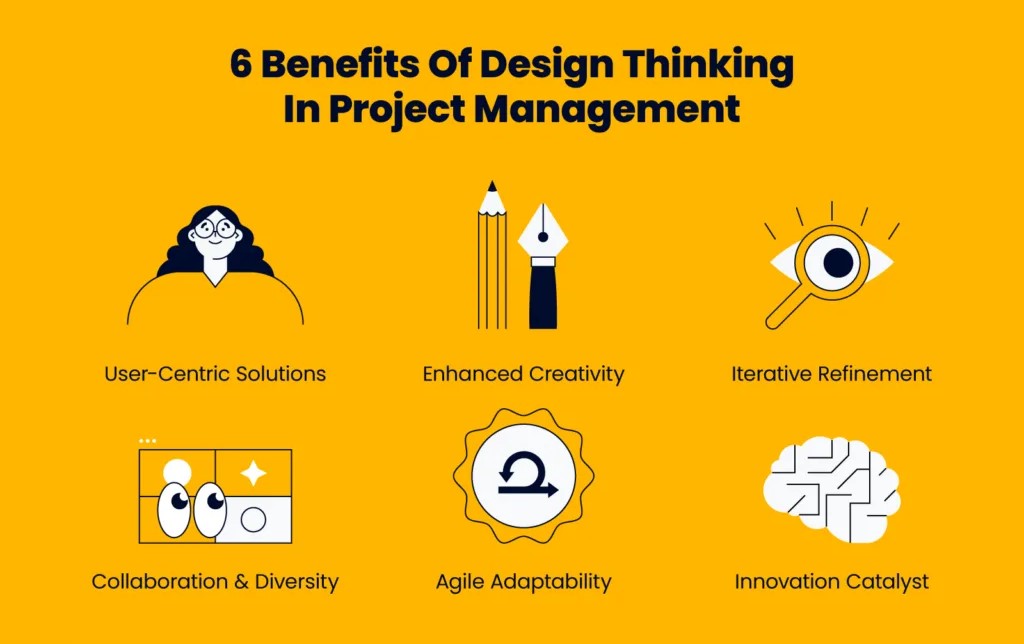 6 Benefits Of Design Thinking
In Project Management
User-Centric Solutions
Enhanced Creativity
Iterative Refinement
Collaboration & Diversity
Agile Adaptability
Innovation Catalyst